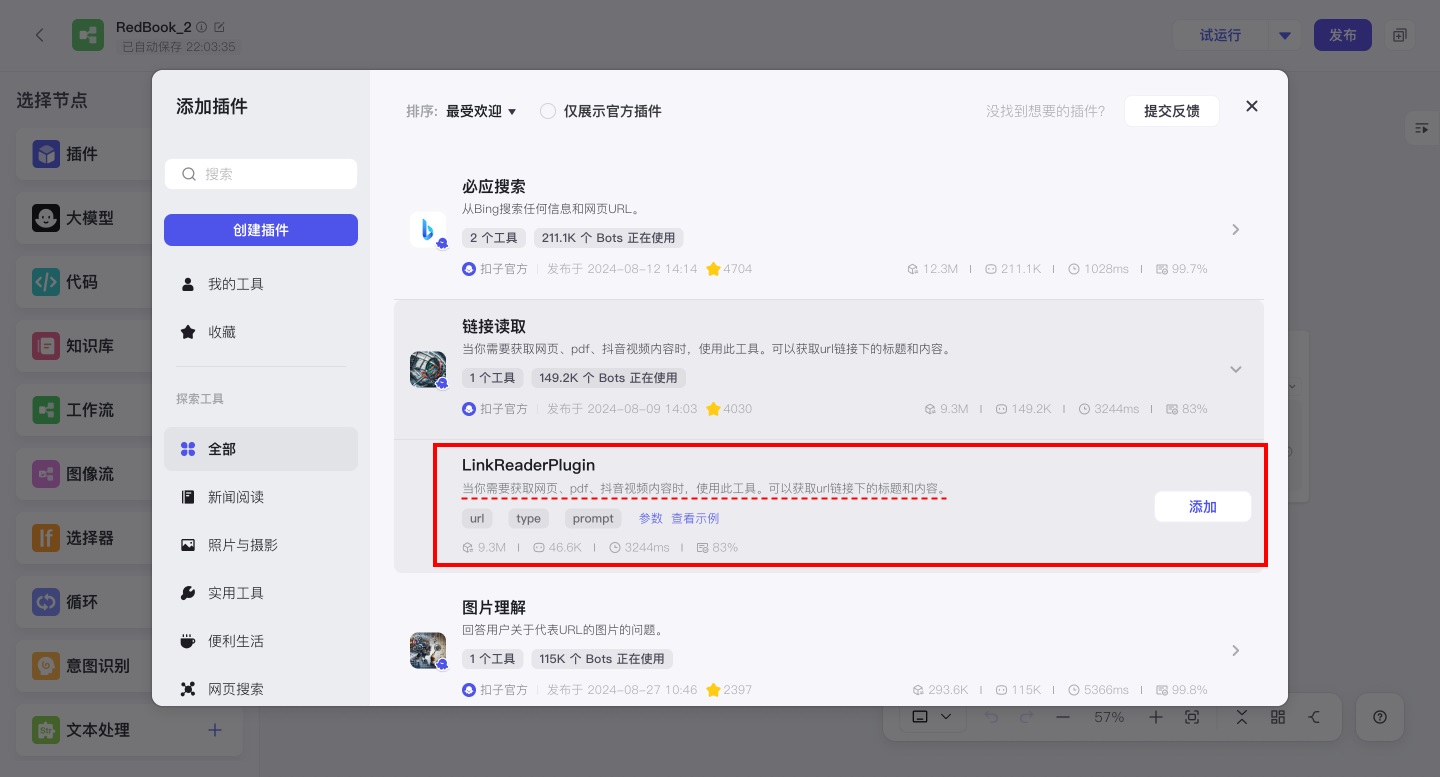 RedBook_2
已自动保存 22:03:35
试运行
发布
选择节点
插件
大模型
代码
知识库
工作流
图像流
选择器
循环
意图识别
文本处理
添加插件
搜索
创建插件
我的工具
收藏
探索工具
全部
新闻阅读
照片与摄影
实用工具
便利生活
网页搜索
排序: 最受欢迎
仅展示官方插件
没找到想要的插件?
提交反馈
必应搜索
从Bing搜索任何信息和网页URL。
2 个工具 211.1K 个 Bots 正在使用
扣子官方 发布于 2024-08-12 14:14 4704 12.3M 211.1K 1028ms 99.7%
链接读取
当你需要获取网页、pdf、抖音视频内容时，使用此工具。可以获取url链接下的标题和内容。
1 个工具 149.2K 个 Bots 正在使用
扣子官方 发布于 2024-08-09 14:03 4030 9.3M 149.2K 3244ms 83%
LinkReaderPlugin
当你需要获取网页、pdf、抖音视频内容时，使用此工具。可以获取url链接下的标题和内容。
添加
url type prompt 参数 查看示例
9.3M 46.6K 3244ms 83%
图片理解
回答用户关于代表URL的图片的问题。
1 个工具 115K 个 Bots 正在使用
扣子官方 发布于 2024-08-27 10:46 2397 293.6K 115K 5366ms 99.8%
57%